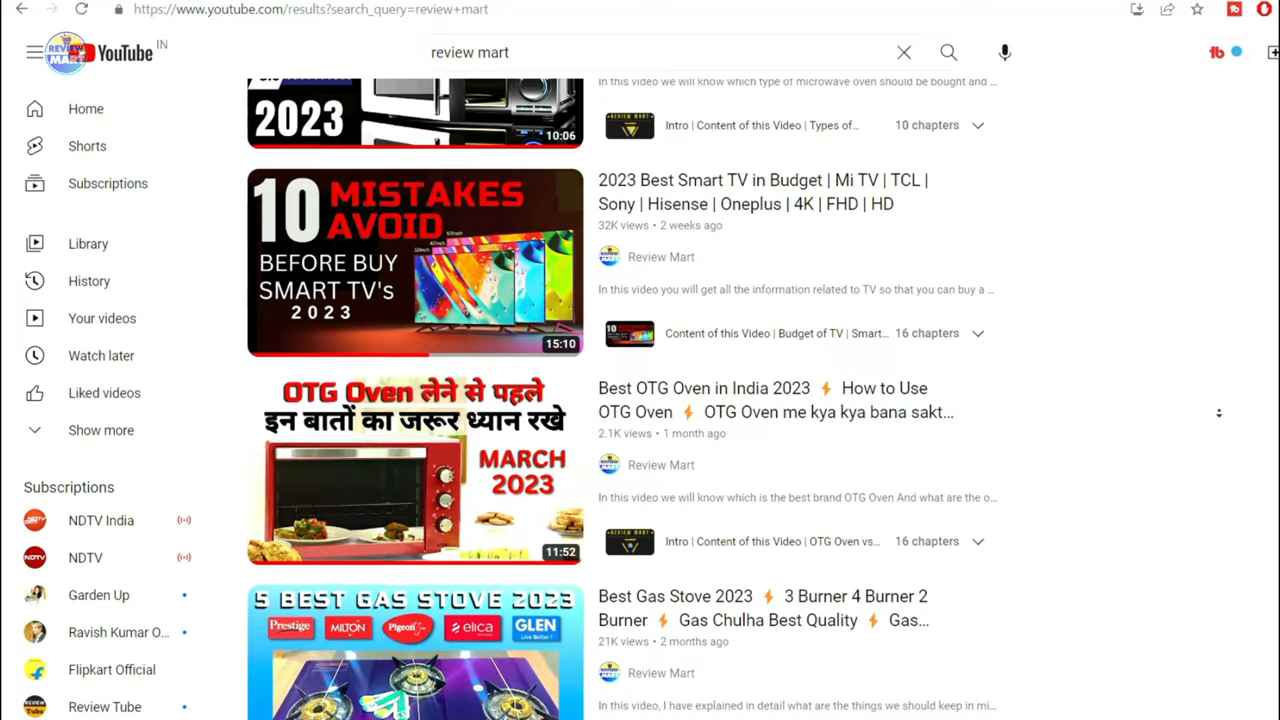 https://www.youtube.com/results?search_query=review+mart
REVIEW
MART
YouTube IN
review mart
Home
Shorts
Subscriptions
Library
History
Your videos
Watch later
Liked videos
Show more
Subscriptions
NDTV India
NDTV
Garden Up
Ravish Kumar O...
Flipkart Official
Review Tube
2023
10:06
In this video we will know which type of microwave oven should be bought and ...
Intro | Content of this Video | Types of...
10 chapters
10 MISTAKES
AVOID
BEFORE BUY
SMART TV's
2023
15:10
2023 Best Smart TV in Budget | Mi TV | TCL |
Sony | Hisense | Oneplus | 4K | FHD | HD
32K views • 2 weeks ago
Review Mart
In this video you will get all the information related to TV so that you can buy a ...
Content of this Video | Budget of TV | Smart...
16 chapters
OTG Oven लेने से पहले
इन बातों का जरूर ध्यान रखे
MARCH
2023
11:52
Best OTG Oven in India 2023 ⚡ How to Use
OTG Oven ⚡ OTG Oven me kya kya bana sakt...
2.1K views • 1 month ago
Review Mart
In this video we will know which is the best brand OTG Oven And what are the o...
Intro | Content of this Video | OTG Oven vs...
16 chapters
5 BEST GAS STOVE 2023
Prestige MILTON Pigeon elica GLEN
Live Better!
Best Gas Stove 2023 ⚡ 3 Burner 4 Burner 2
Burner ⚡ Gas Chulha Best Quality ⚡ Gas...
21K views • 2 months ago
Review Mart
In this video, I have explained in detail what are the things we should keep in mi...